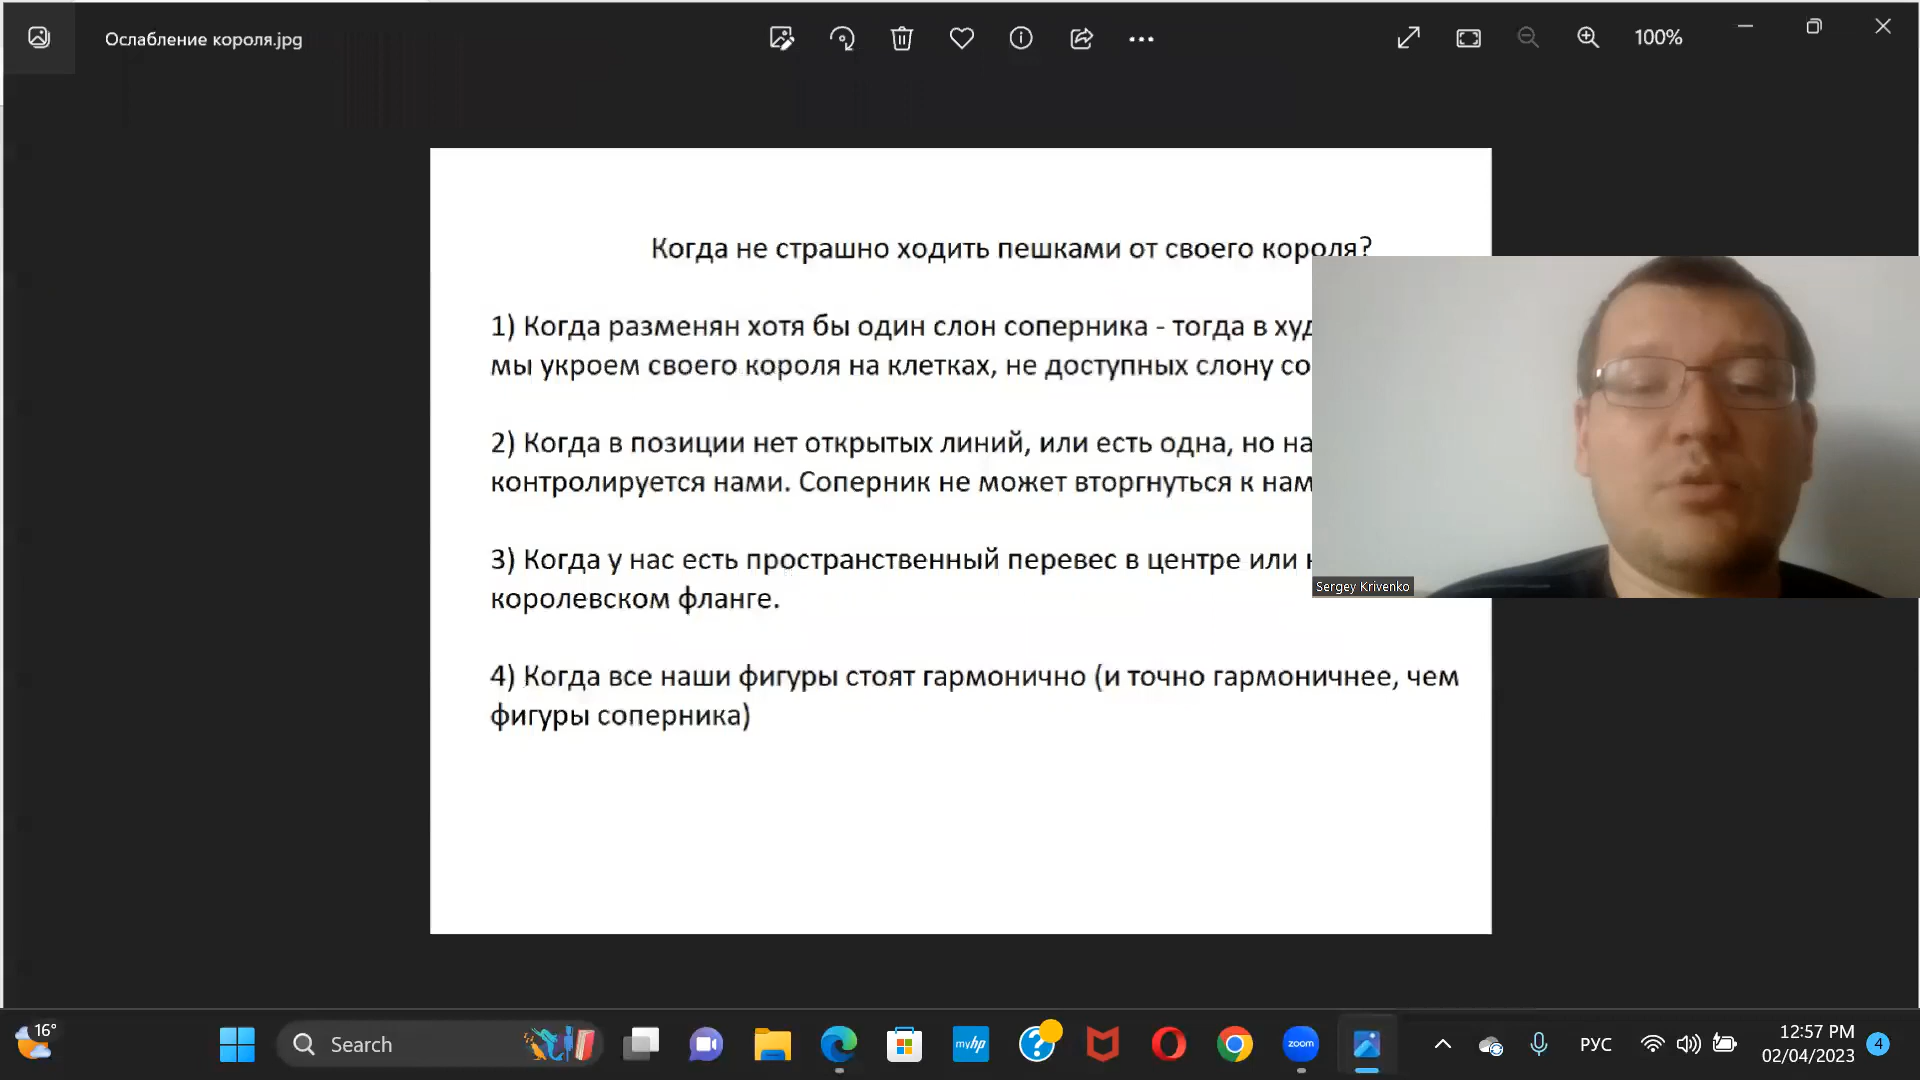 Ослабление короля.jpg
100%
Когда не страшно ходить пешками от своего короля?
1) Когда разменян хотя бы один слон соперника - тогда в
мы укроем своего короля на клетках, не доступных слону
2) Когда в позиции нет открытых линий, или есть одна, но
контролируется нами. Соперник не может вторгнуться к нам
3) Когда у нас есть пространственный перевес в центре или
королевском фланге.
4) Когда все наши фигуры стоят гармонично (и точно гармоничнее, чем
фигуры соперника)
Sergey Krivenko
16°
Search
myhp
zoom
РУС
12:57 PM
02/04/2023
4